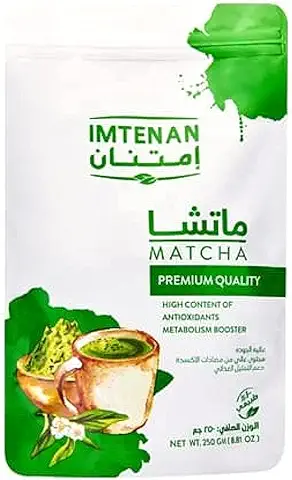 IMTENAN
إمتنان
ماتشا
MATCHA
PREMIUM QUALITY
HIGH CONTENT OF
ANTIOXIDANTS
METABOLISM BOOSTER
عالية الجودة
محتوى عالي من مضادات الأكسدة
دعم التمثيل الغذائي
طبيعي
الوزن الصافي: ٢٥٠ جم
NET WT. 250 GM (8.81 OZ.)